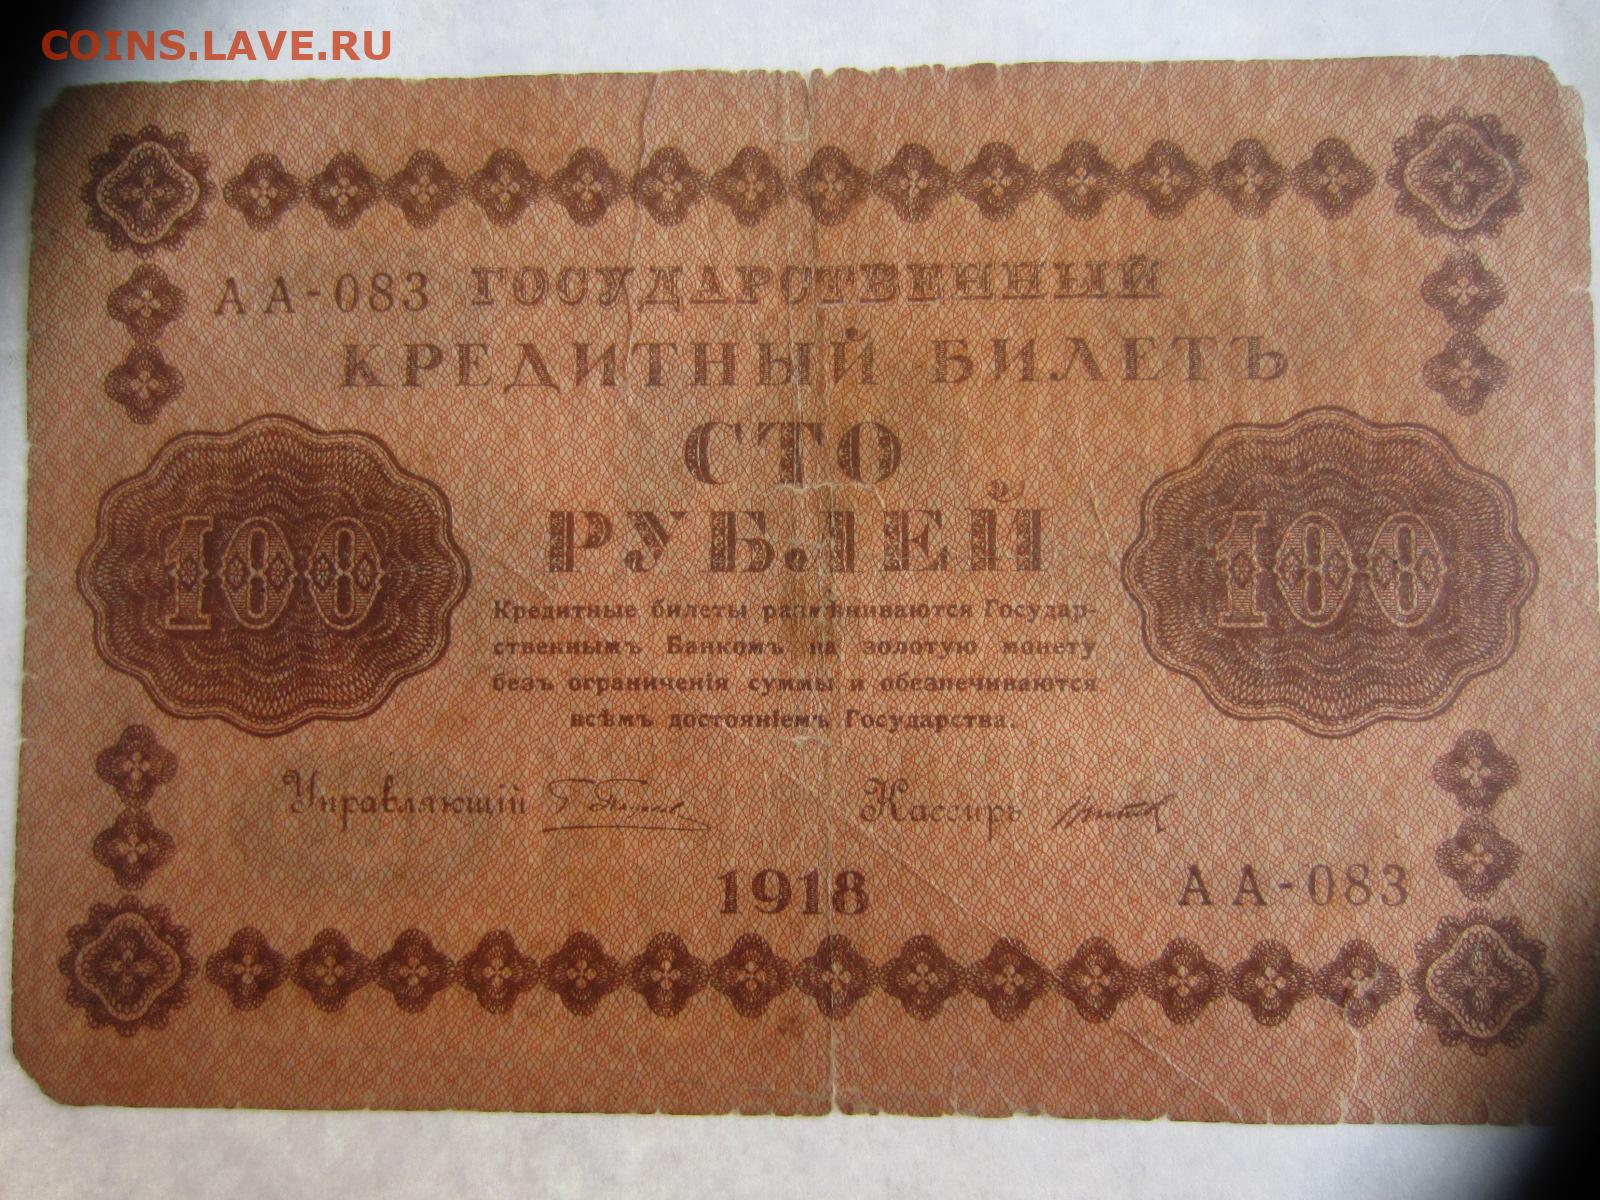 COINS.LAVE.RU
АА-083 ГОСУДАРСТВЕННЫЙ
КРЕДИТНЫЙ БИЛЕТЪ
СТО
РУБЛЕЙ
100 100
Кредитные билеты размѣниваются Государ-
ственнымъ Банкомъ на золотую монету
безъ ограниченія суммы и обезпечиваются
всѣмъ достояніемъ Государства.
Управляющій Кассиръ
1918
АА-083